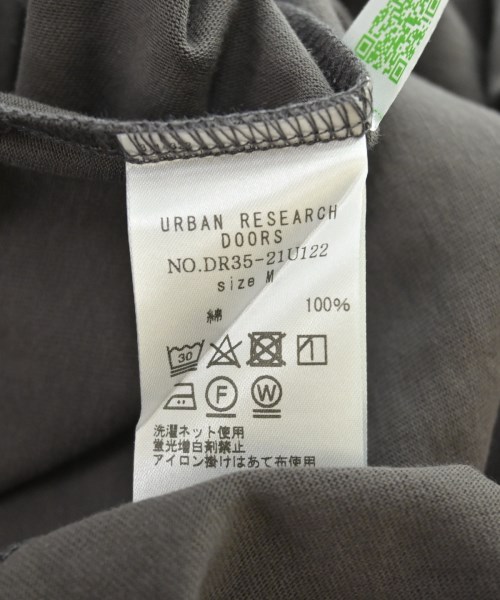 URBAN RESEARCH
DOORS
NO.DR35-21U122
size M
綿 100%
30
F W
洗濯ネット使用
蛍光増白剤禁止
アイロン掛けはあて布使用